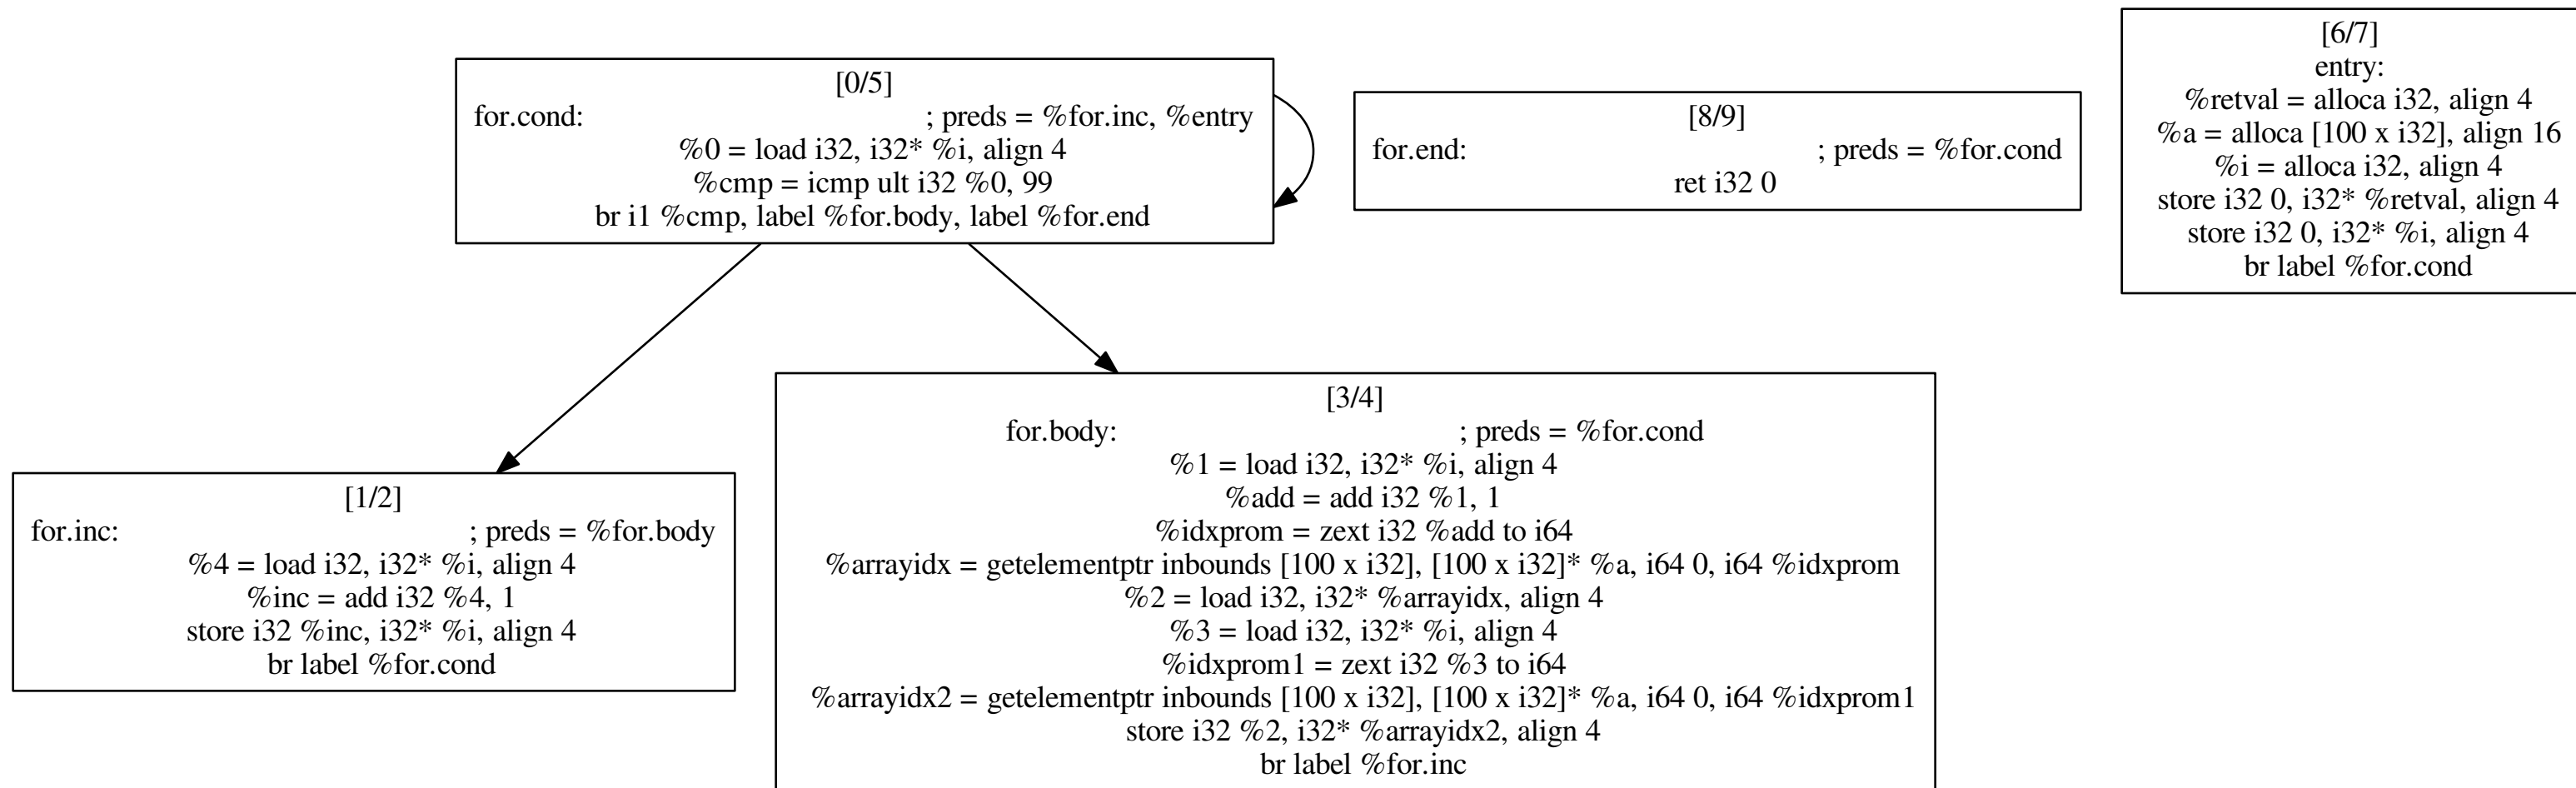 [0/5]
for.cond: ; preds = %for.inc, %entry
%0 = load i32, i32* %i, align 4
%cmp = icmp ult i32 %0, 99
br i1 %cmp, label %for.body, label %for.end
[8/9]
for.end: ; preds = %for.cond
ret i32 0
[6/7]
entry:
%retval = alloca i32, align 4
%a = alloca [100 x i32], align 16
%i = alloca i32, align 4
store i32 0, i32* %retval, align 4
store i32 0, i32* %i, align 4
br label %for.cond
[1/2]
for.inc: ; preds = %for.body
%4 = load i32, i32* %i, align 4
%inc = add i32 %4, 1
store i32 %inc, i32* %i, align 4
br label %for.cond
[3/4]
for.body: ; preds = %for.cond
%1 = load i32, i32* %i, align 4
%add = add i32 %1, 1
%idxprom = zext i32 %add to i64
%arrayidx = getelementptr inbounds [100 x i32], [100 x i32]* %a, i64 0, i64 %idxprom
%2 = load i32, i32* %arrayidx, align 4
%3 = load i32, i32* %i, align 4
%idxprom1 = zext i32 %3 to i64
%arrayidx2 = getelementptr inbounds [100 x i32], [100 x i32]* %a, i64 0, i64 %idxprom1
store i32 %2, i32* %arrayidx2, align 4
br label %for.inc